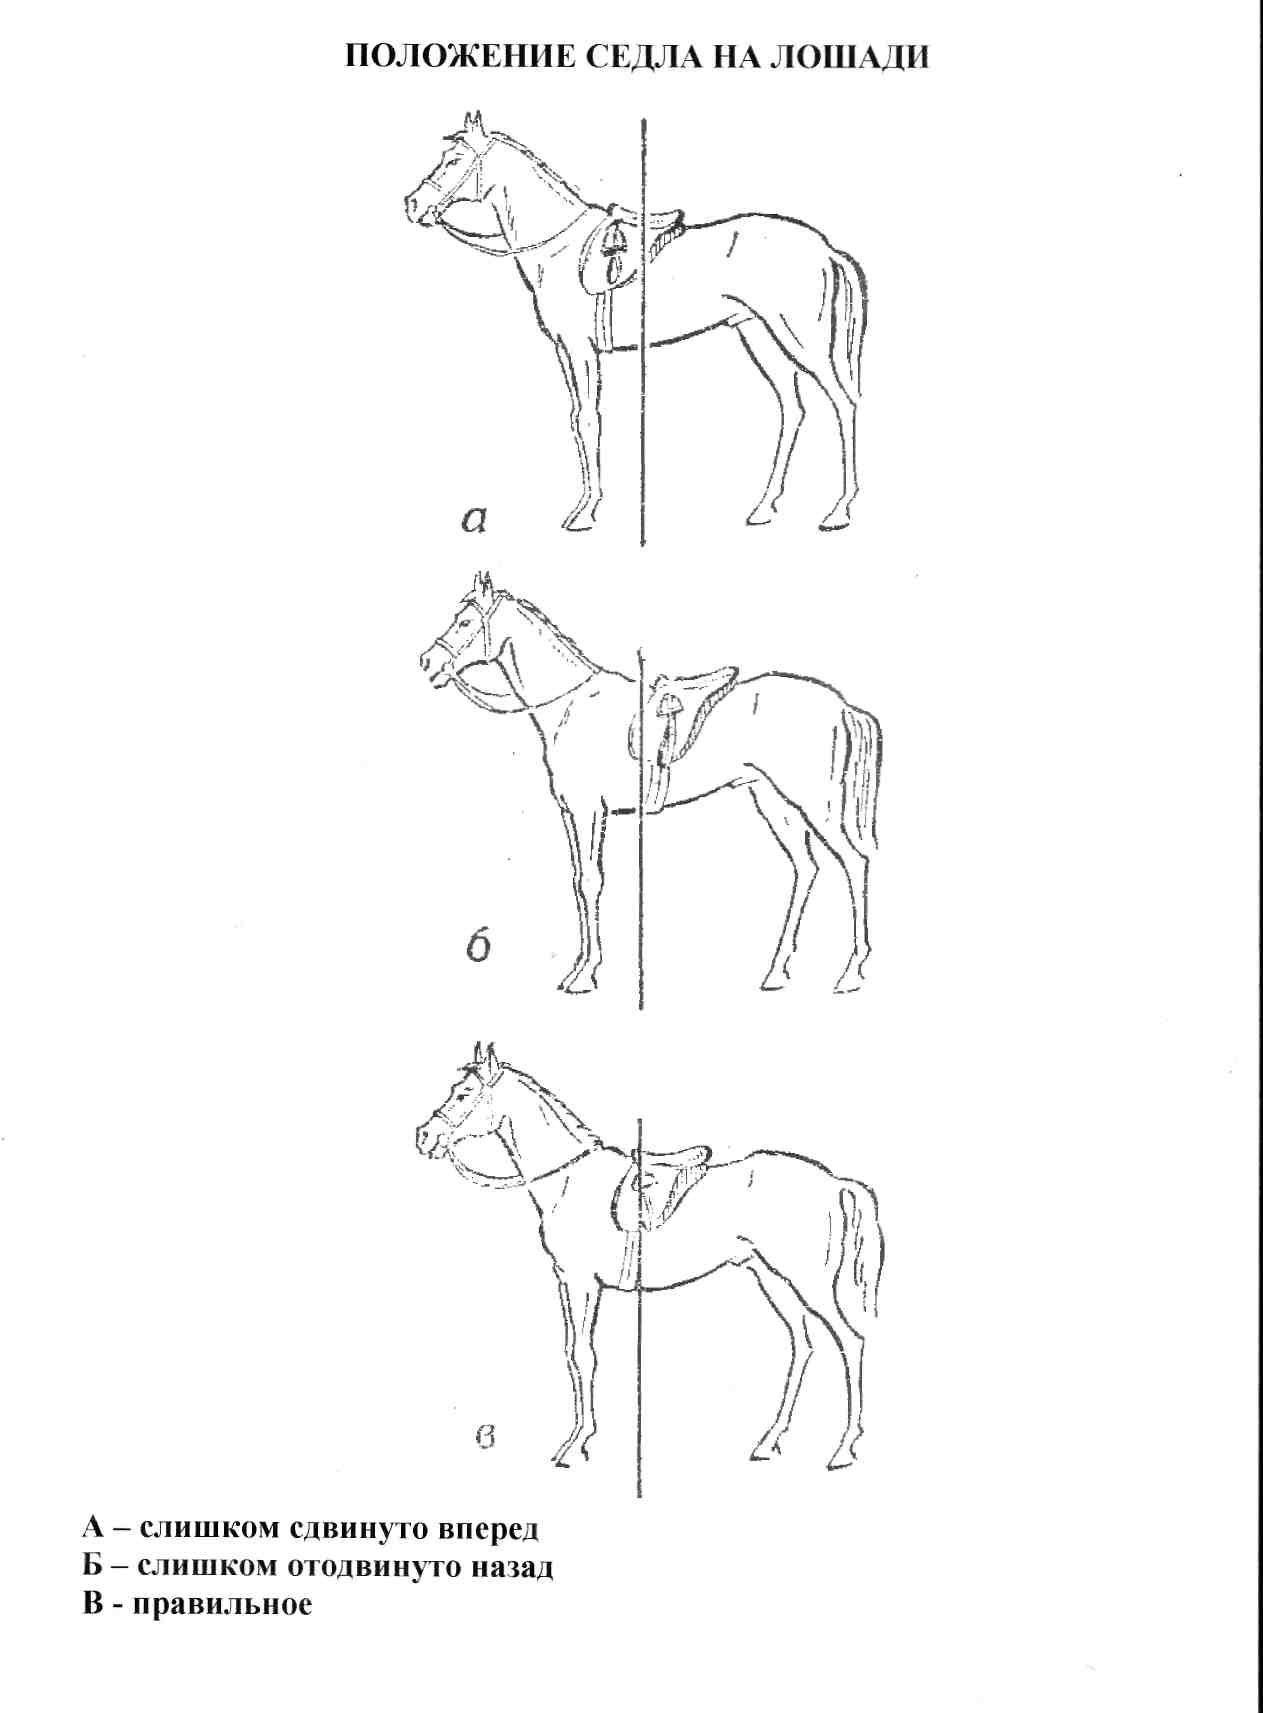 ПОЛОЖЕНИЕ СЕДЛА НА ЛОШАДИ
а
б
в
А – слишком сдвинуто вперед
Б – слишком отодвинуто назад
В - правильное